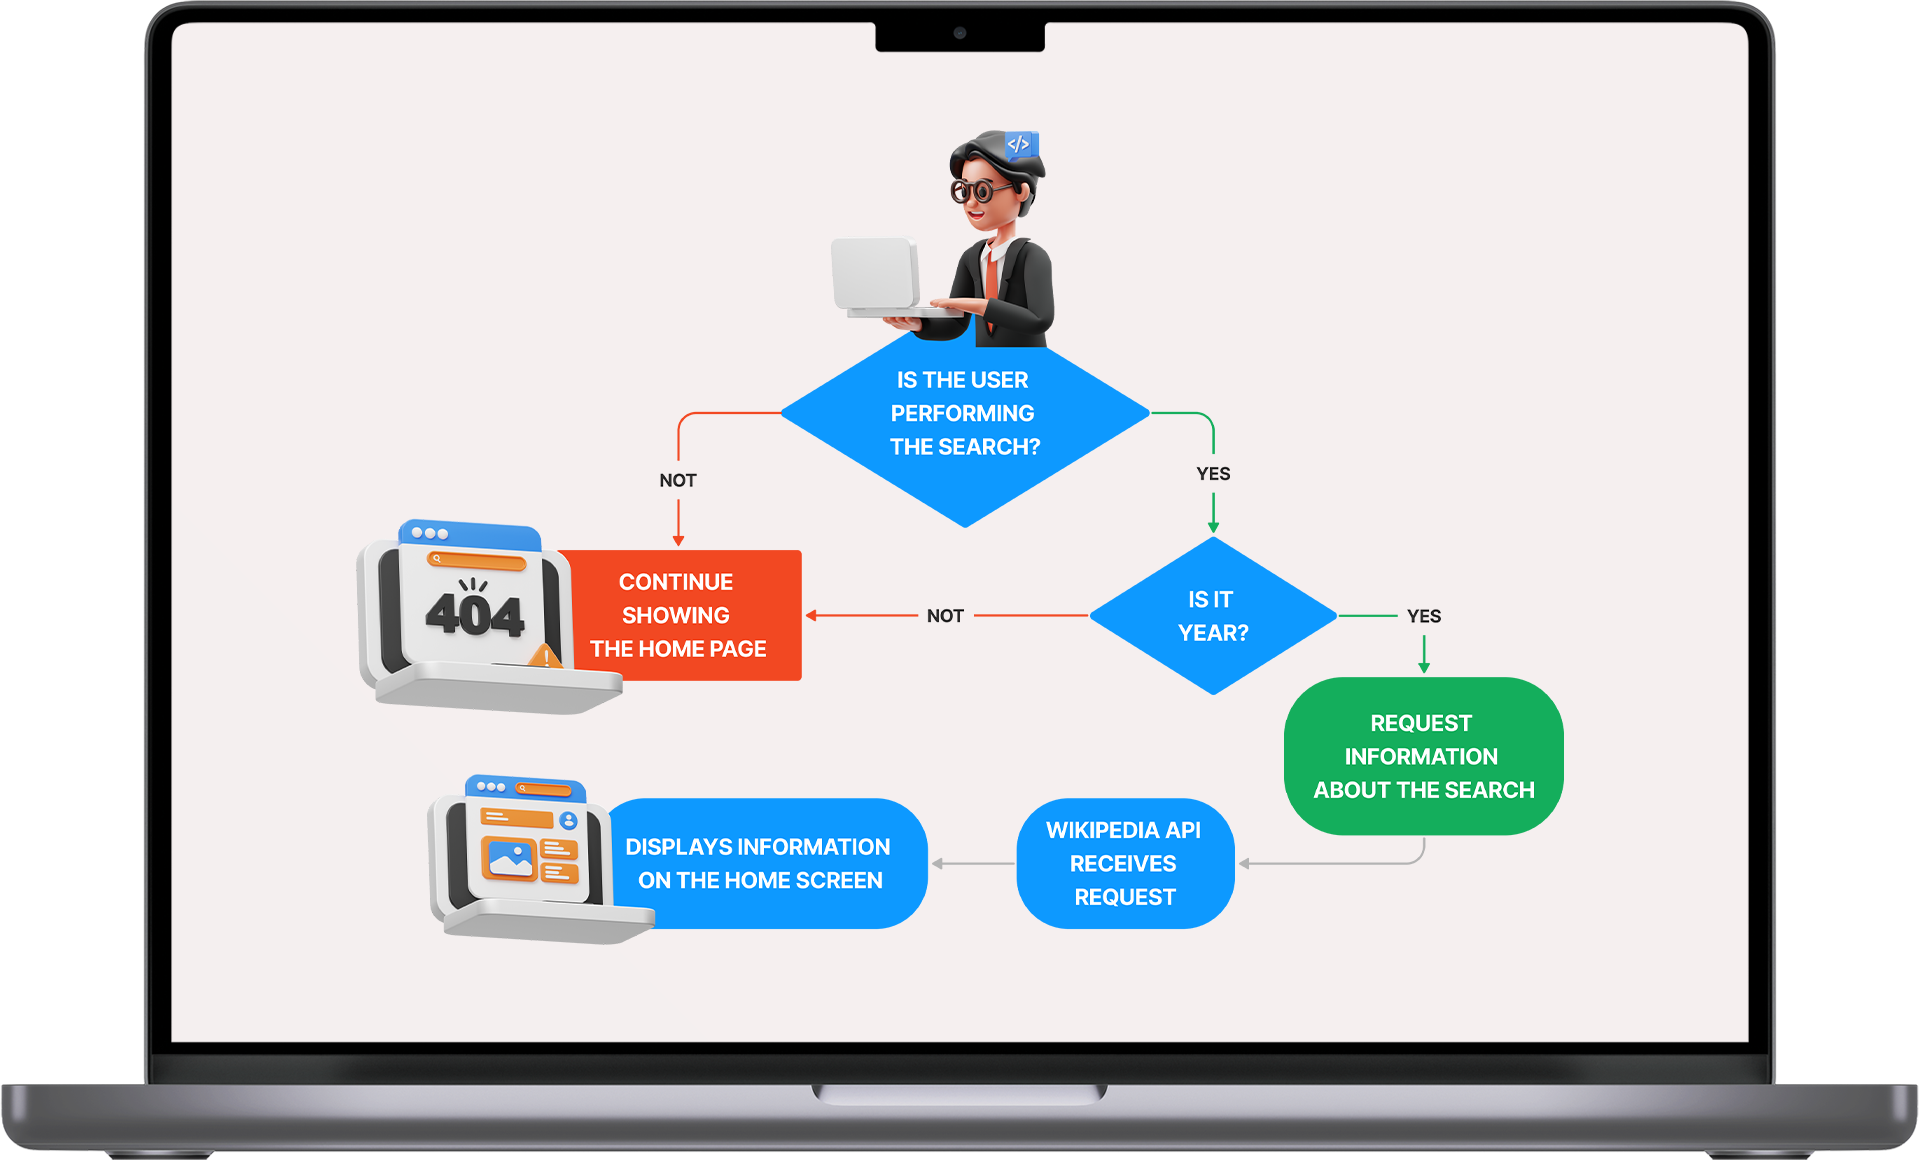 </>
IS THE USER
PERFORMING
THE SEARCH?
NOT
YES
404
CONTINUE
SHOWING
THE HOME PAGE
NOT
IS IT
YEAR?
YES
REQUEST
INFORMATION
ABOUT THE SEARCH
WIKIPEDIA API
RECEIVES
REQUEST
DISPLAYS INFORMATION
ON THE HOME SCREEN